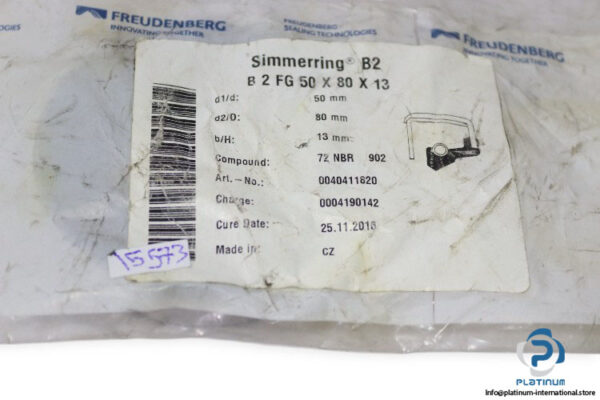 FREUDENBERG
INNOVATING TOGETHER
FREUDENBERG
SEALING TECHNOLOGIES
FREUDENBERG
INNOVATING TOGETHER
Simmerring® B2
B 2 FG 50 X 80 X 13
d1/d: 50 mm
d2/D: 80 mm
b/H: 13 mm
Compound: 72 NBR 902
Art.-No.: 0040411620
Charge: 0004190142
Cure Date: 25.11.2016
Made in: CZ
15573
PLATINUM
info@platinum-international.store